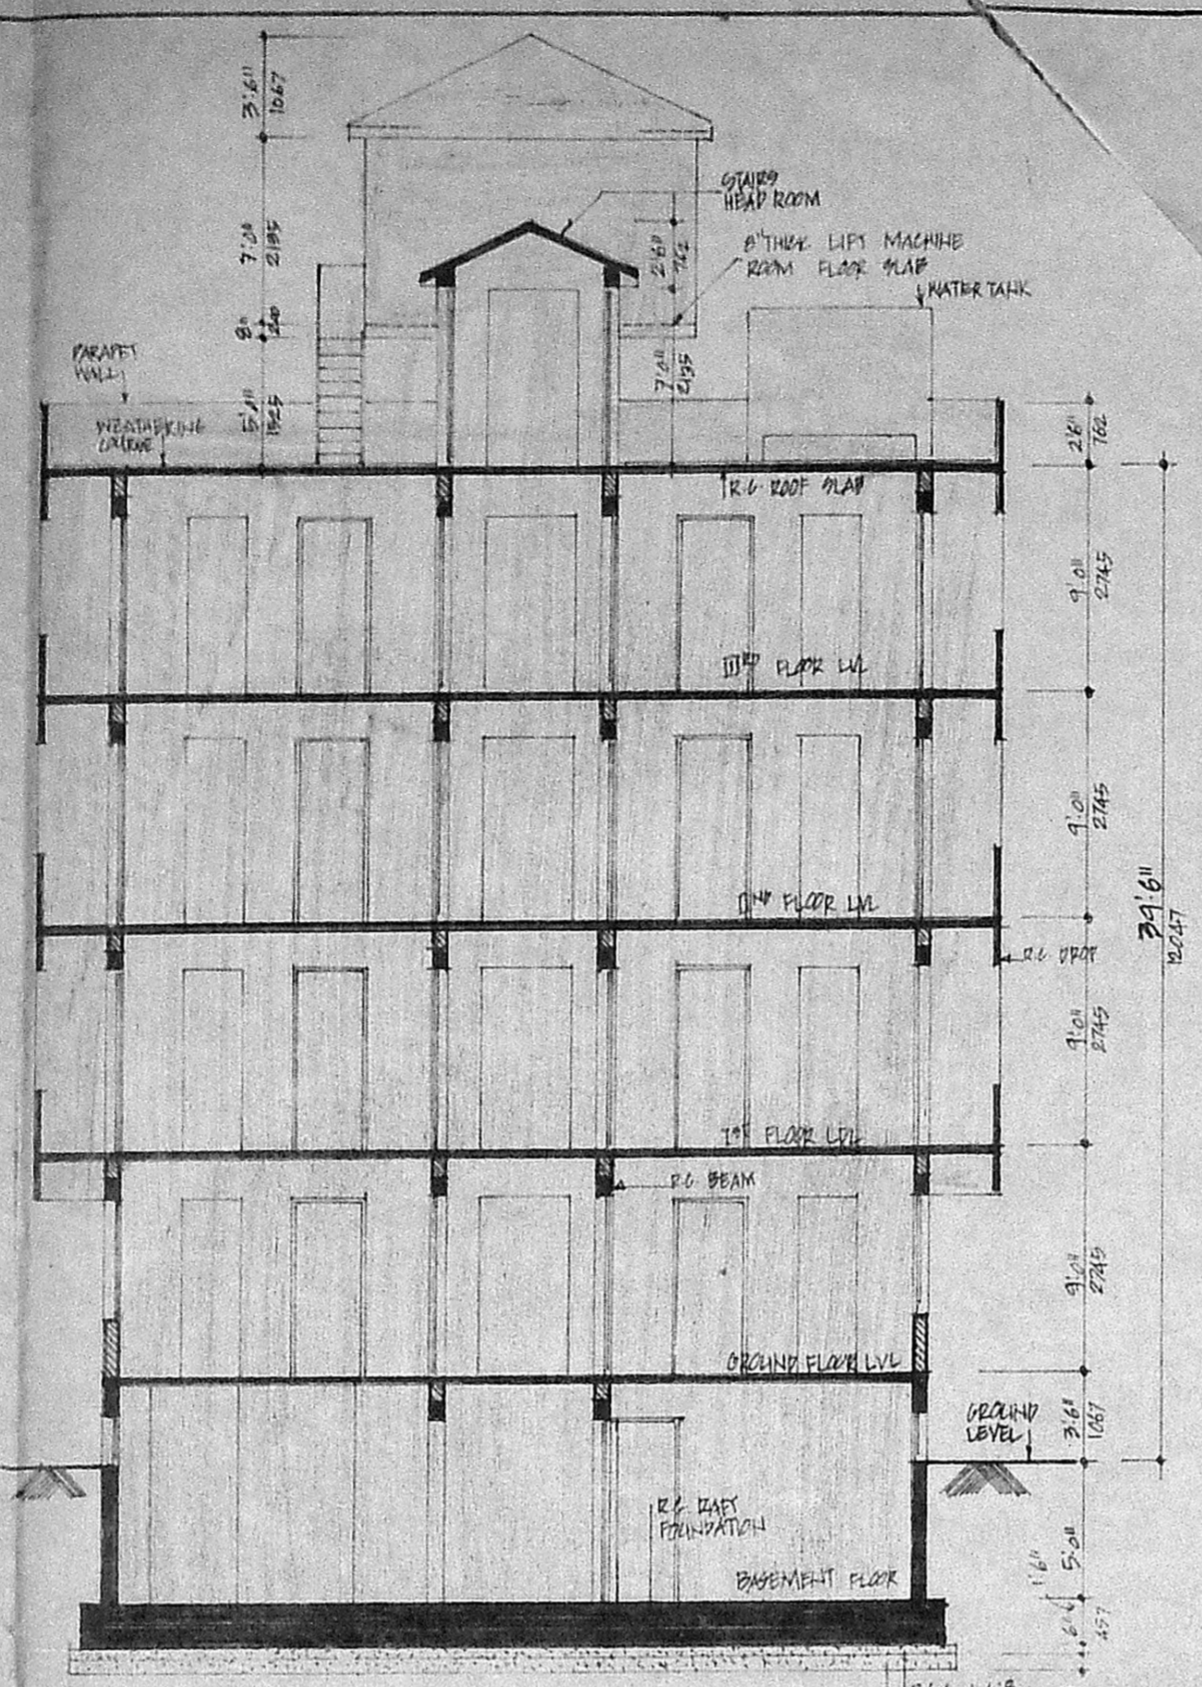 3'6"
1067
STAIRS
HEAD ROOM
7'0"
2135
2'6"
762
8" THICK LIFT MACHINE
ROOM FLOOR SLAB
WATER TANK
8"
PARAPET
WALL
7'0"
2135
WEATHERING
COURSE
5'0"
1525
2'6"
762
R.C. ROOF SLAB
9'0"
2745
IIIRD FLOOR LVL
9'0"
2745
IIND FLOOR LVL
39'6"
12047
R.C. DROP
9'0"
2745
1ST FLOOR LVL
R.C. BEAM
9'0"
2745
GROUND FLOOR LVL
GROUND
LEVEL
3'6"
1067
R.C. RAFT
FOUNDATION
BASEMENT FLOOR
1'6"
5'0"
457